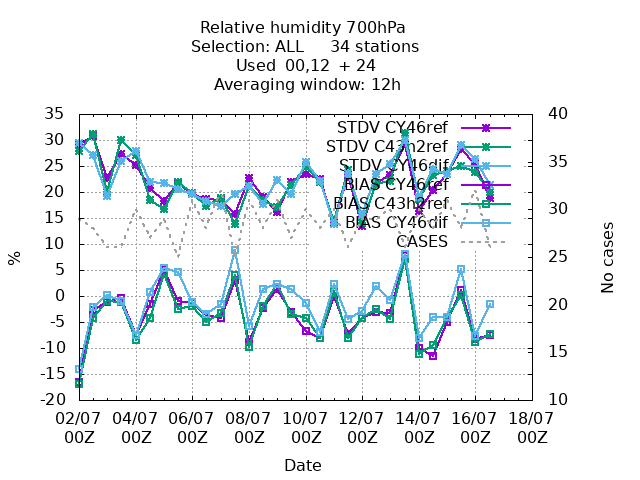 Relative humidity 700hPa
Selection: ALL     34 stations
Used  00,12  + 24
Averaging window: 12h
35
30
25
20
15
10
5
0
-5
-10
-15
-20
%
40
35
30
25
20
15
10
No cases
STDV CY46ref
STDV C43h2ref
STDV CY46dif
BIAS CY46ref
BIAS C43h2ref
BIAS CY46dif
CASES
02/07 04/07 06/07 08/07 10/07 12/07 14/07 16/07 18/07
00Z 00Z 00Z 00Z 00Z 00Z 00Z 00Z 00Z
Date